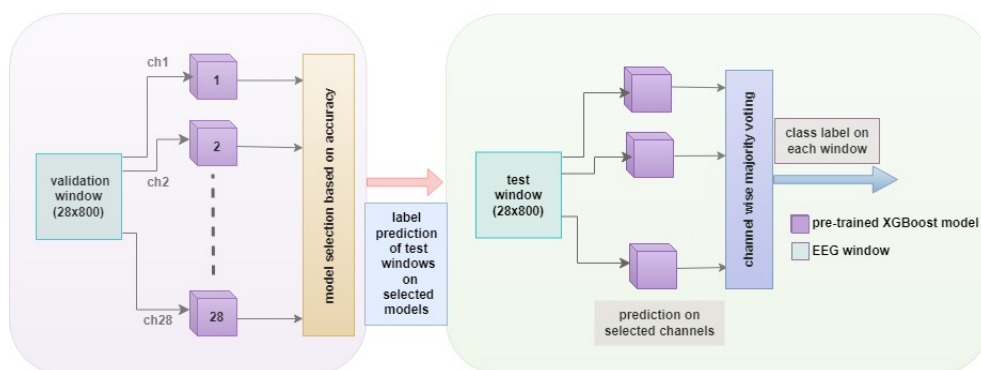 ch1
1
ch2
2
validation
window
(28x800)
ch28
28
model selection based on accuracy
label
prediction
of test
windows
on
selected
models
test
window
(28x800)
prediction on
selected channels
channel wise majority voting
class label on
each window
pre-trained XGBoost model
EEG window